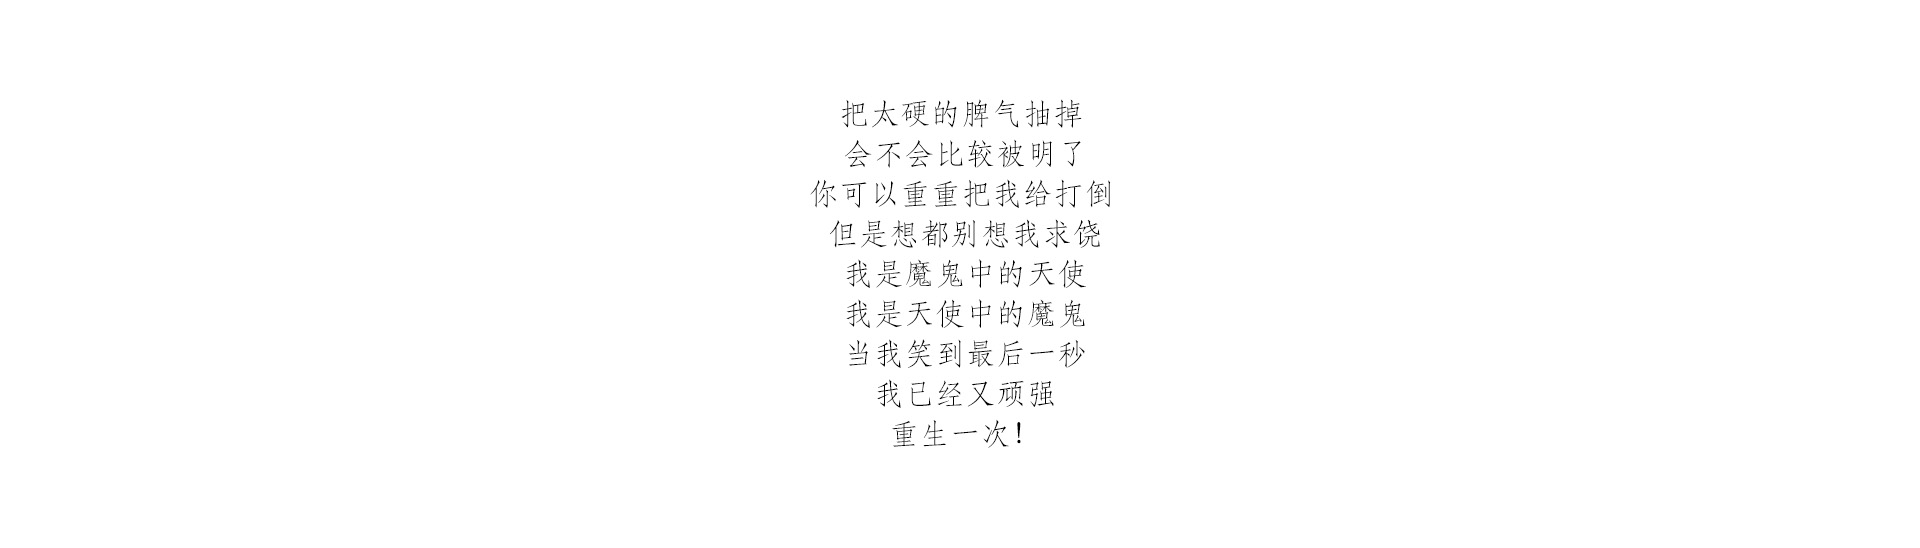 把太硬的脾气抽掉
会不会比较被明了
你可以重重把我给打倒
但是想都别想我求饶
我是魔鬼中的天使
我是天使中的魔鬼
当我笑到最后一秒
我已经又顽强
重生一次!